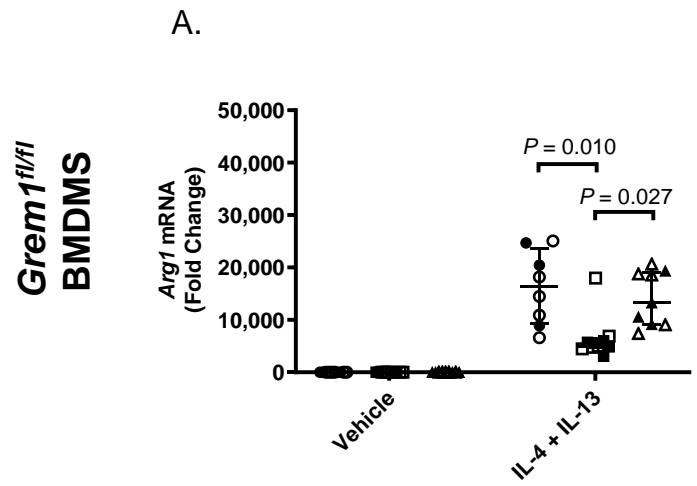 A.
Grem1fl/fl
BMDMS
Arg1 mRNA
(Fold Change)
50,000
40,000
30,000
20,000
10,000
0
P = 0.010
P = 0.027
Vehicle
IL-4 + IL-13